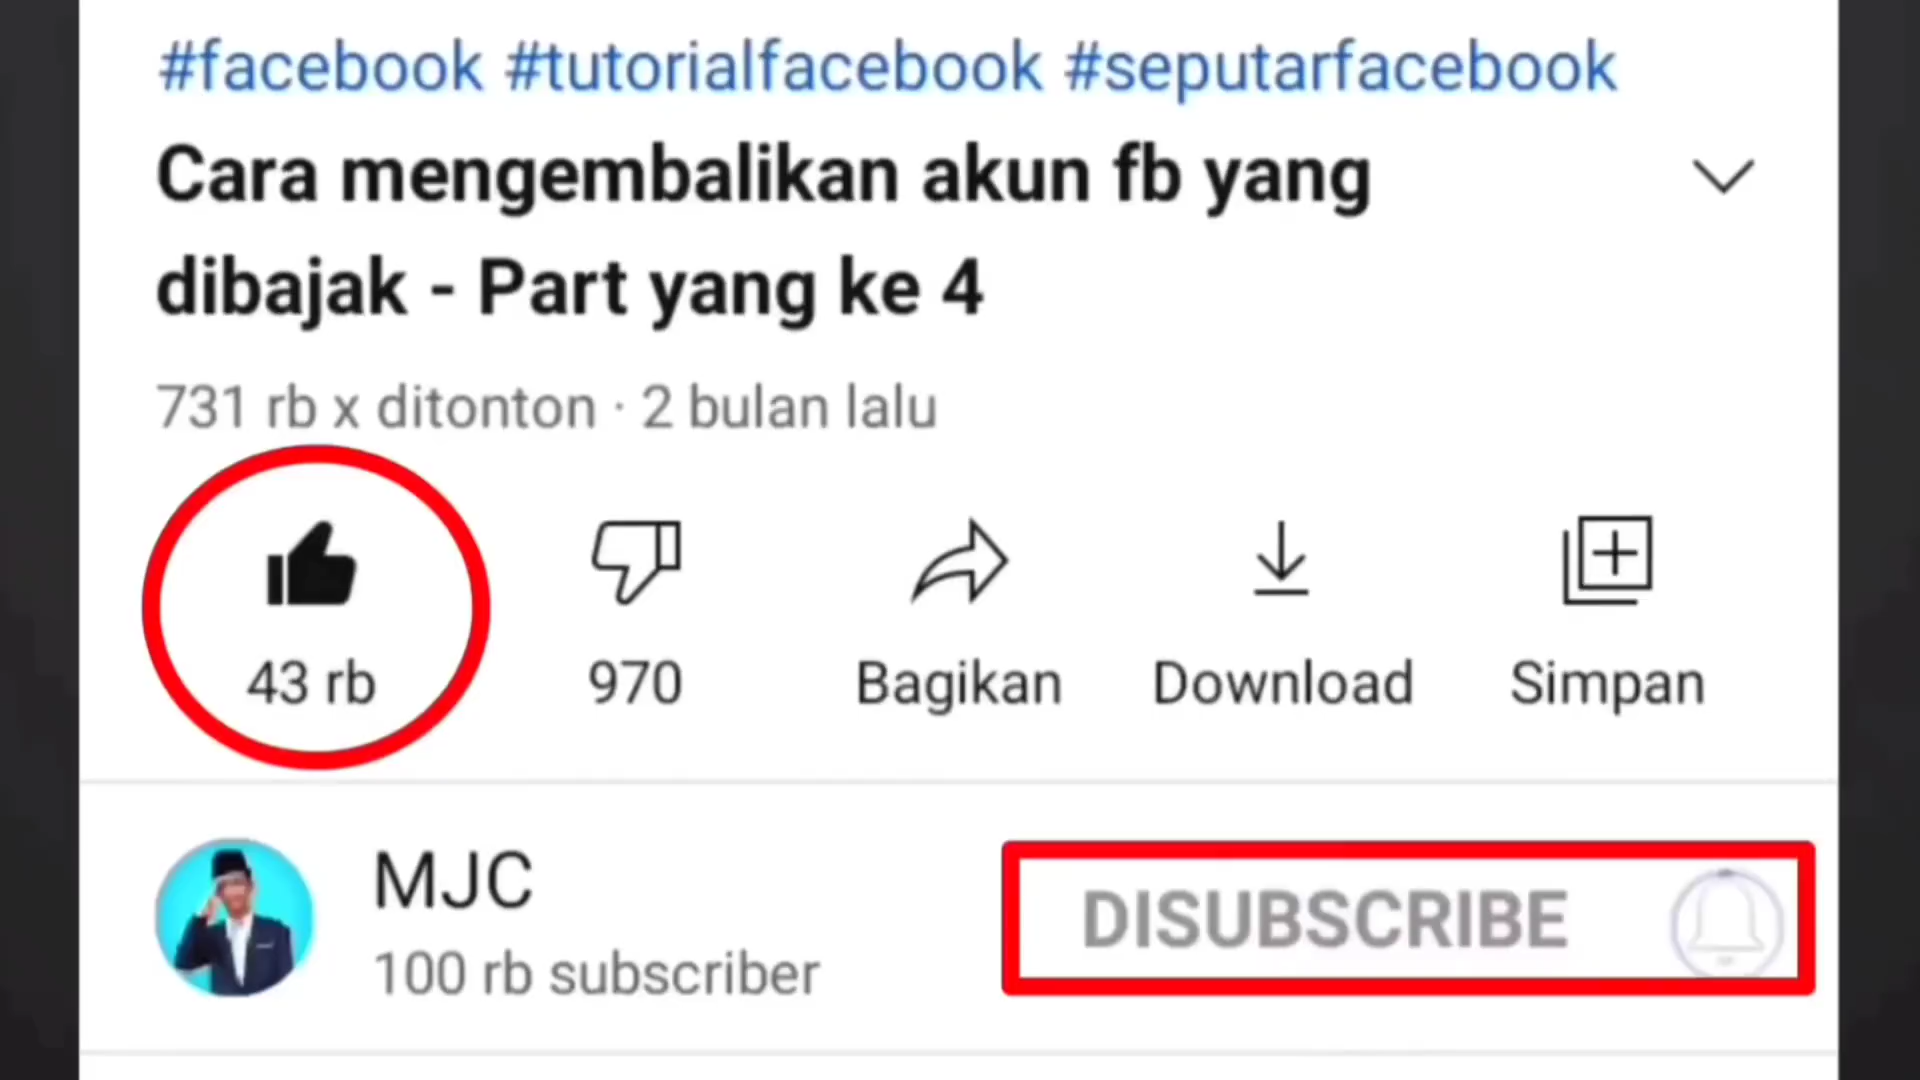 #facebook #tutorialfacebook #seputarfacebook
Cara mengembalikan akun fb yang
dibajak - Part yang ke 4
731 rb x ditonton · 2 bulan lalu
43 rb
970
Bagikan
Download
Simpan
MJC
100 rb subscriber
DISUBSCRIBE